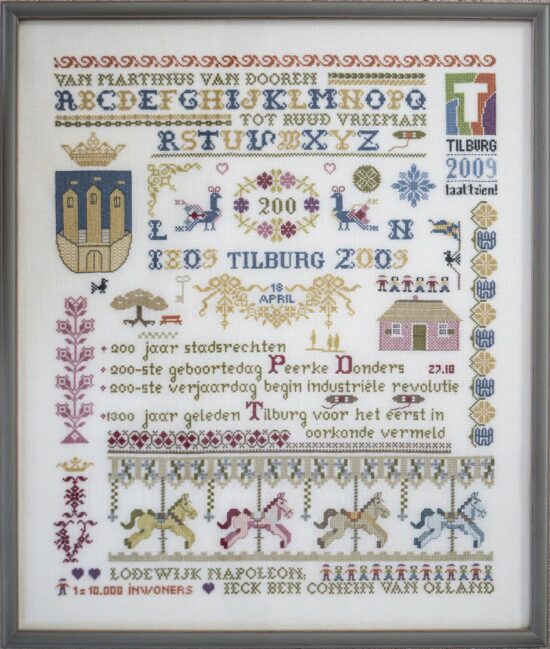 VAN MARTINUS VAN DOOREN
ABCDEFGHIJKLMNOPQ
TOT RUUD VREEMAN
RSTUVWXYZ
T
TILBURG
2009
laat zien!
200
L N
1809 TILBURG 2009
18
APRIL
200 jaar stadsrechten
200-ste geboortedag Peerke Donders 27.10
200-ste verjaardag begin industriële revolutie
1300 jaar geleden Tilburg voor het eerst in
oorkonde vermeld
LODEWIJK NAPOLEON:
1 = 10.000 INWONERS
IECK BEN CONEIN VAN OLLAND